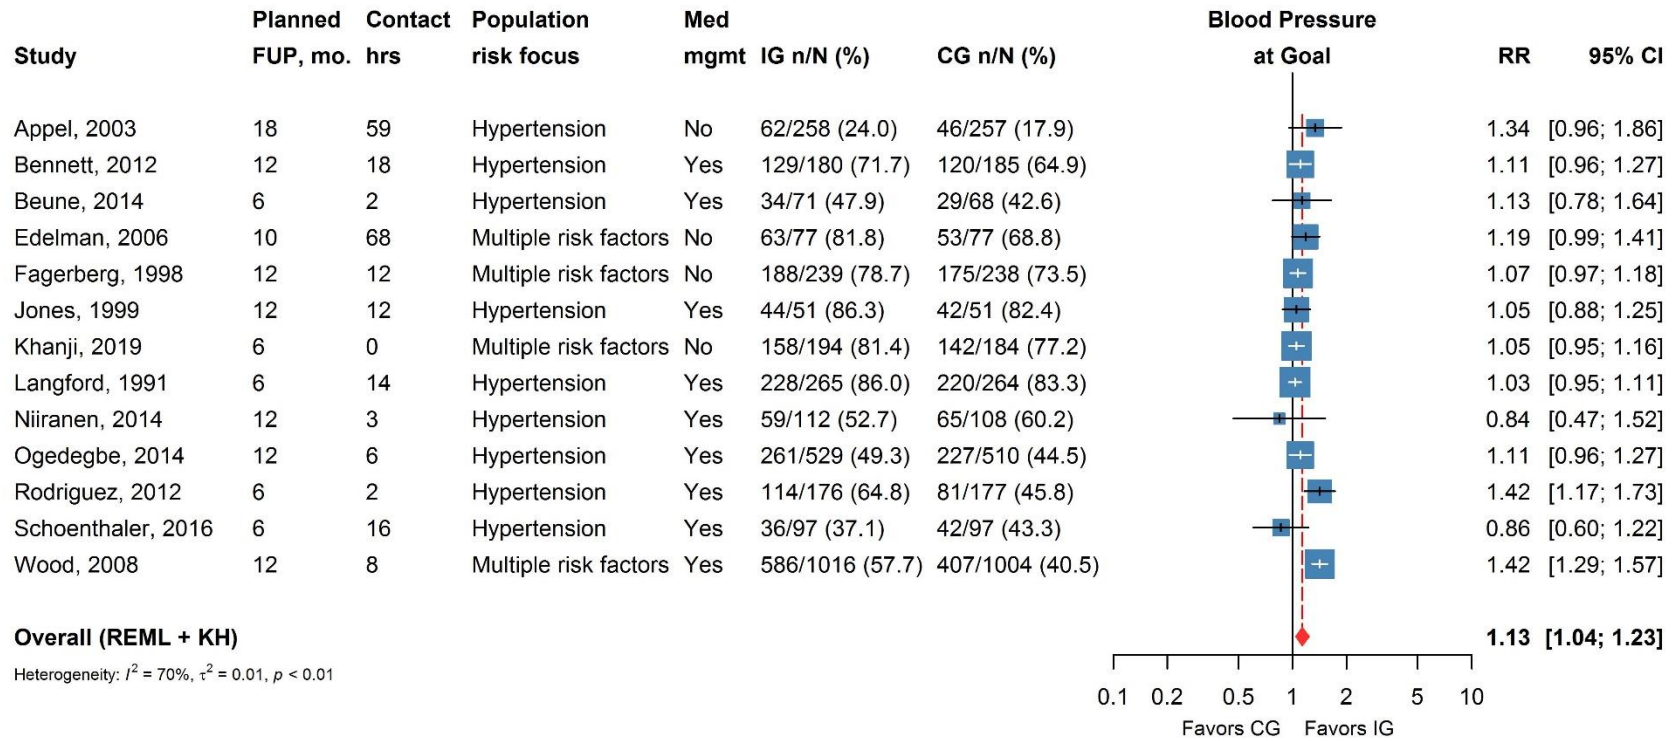 Planned Contact Population Med Blood Pressure
Study FUP, mo. hrs risk focus mgmt IG n/N (%) CG n/N (%) at Goal RR 95% CI
Appel, 2003 18 59 Hypertension No 62/258 (24.0) 46/257 (17.9) 1.34 [0.96; 1.86]
Bennett, 2012 12 18 Hypertension Yes 129/180 (71.7) 120/185 (64.9) 1.11 [0.96; 1.27]
Beune, 2014 6 2 Hypertension Yes 34/71 (47.9) 29/68 (42.6) 1.13 [0.78; 1.64]
Edelman, 2006 10 68 Multiple risk factors No 63/77 (81.8) 53/77 (68.8) 1.19 [0.99; 1.41]
Fagerberg, 1998 12 12 Multiple risk factors No 188/239 (78.7) 175/238 (73.5) 1.07 [0.97; 1.18]
Jones, 1999 12 12 Hypertension Yes 44/51 (86.3) 42/51 (82.4) 1.05 [0.88; 1.25]
Khanji, 2019 6 0 Multiple risk factors No 158/194 (81.4) 142/184 (77.2) 1.05 [0.95; 1.16]
Langford, 1991 6 14 Hypertension Yes 228/265 (86.0) 220/264 (83.3) 1.03 [0.95; 1.11]
Niiranen, 2014 12 3 Hypertension Yes 59/112 (52.7) 65/108 (60.2) 0.84 [0.47; 1.52]
Ogedegbe, 2014 12 6 Hypertension Yes 261/529 (49.3) 227/510 (44.5) 1.11 [0.96; 1.27]
Rodriguez, 2012 6 2 Hypertension Yes 114/176 (64.8) 81/177 (45.8) 1.42 [1.17; 1.73]
Schoenthaler, 2016 6 16 Hypertension Yes 36/97 (37.1) 42/97 (43.3) 0.86 [0.60; 1.22]
Wood, 2008 12 8 Multiple risk factors Yes 586/1016 (57.7) 407/1004 (40.5) 1.42 [1.29; 1.57]
Overall (REML + KH) 1.13 [1.04; 1.23]
Heterogeneity: I² = 70%, τ² = 0.01, p < 0.01
0.1 0.2 0.5 1 2 5 10
Favors CG Favors IG